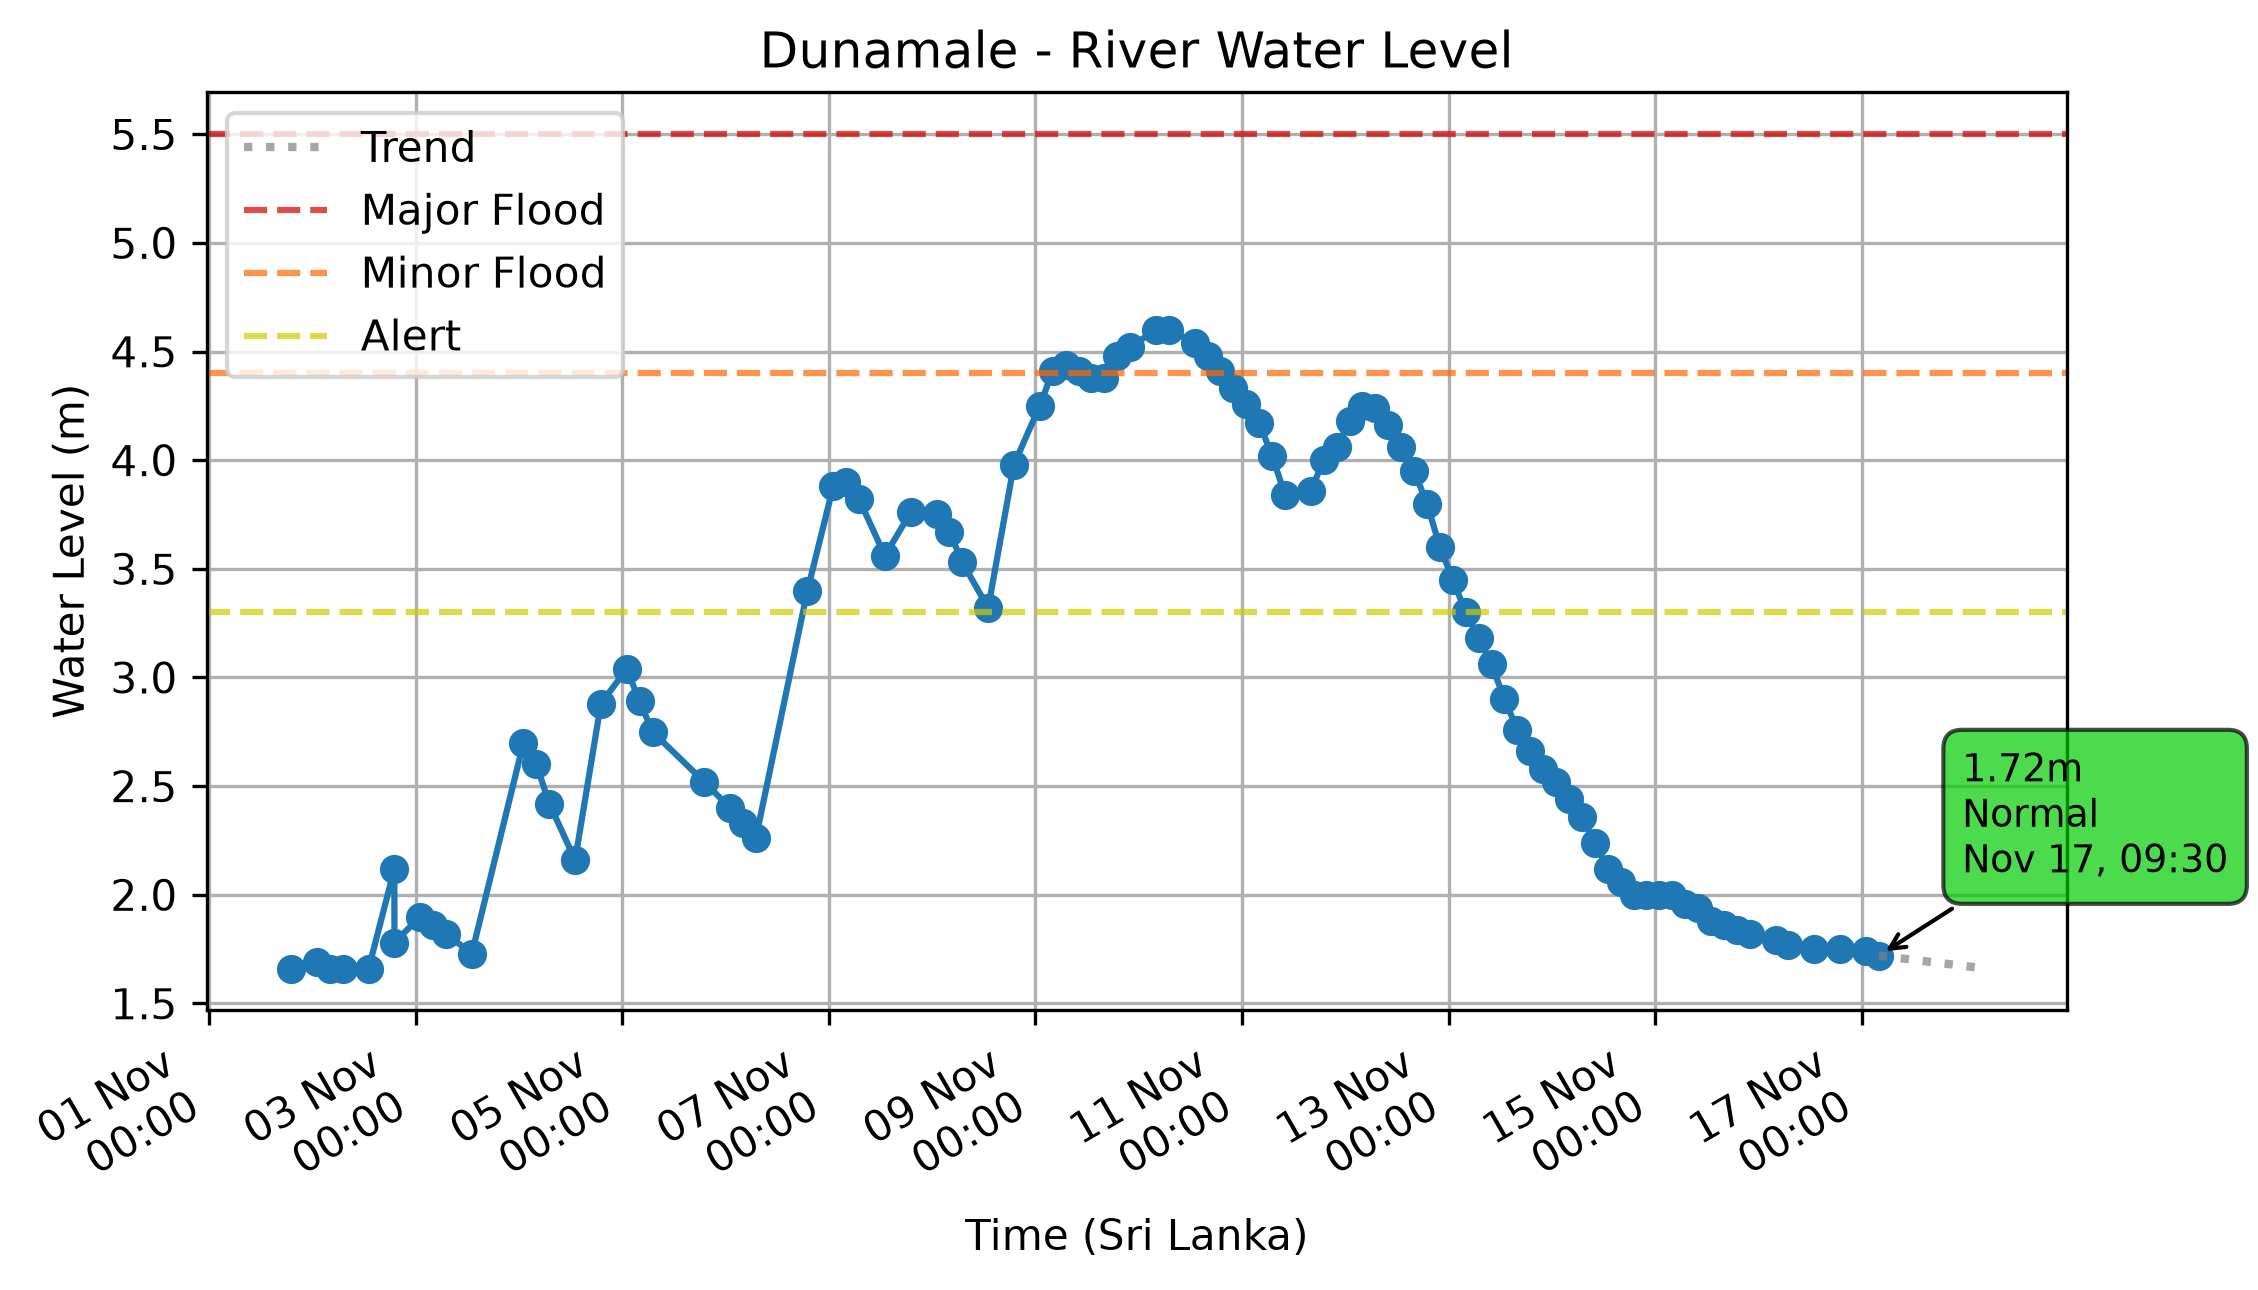 Dunamale - River Water Level
Trend
Major Flood
Minor Flood
Alert
5.5
5.0
4.5
4.0
3.5
3.0
2.5
2.0
1.5
Water Level (m)
1.72m
Normal
Nov 17, 09:30
01 Nov
00:00
03 Nov
00:00
05 Nov
00:00
07 Nov
00:00
09 Nov
00:00
11 Nov
00:00
13 Nov
00:00
15 Nov
00:00
17 Nov
00:00
Time (Sri Lanka)